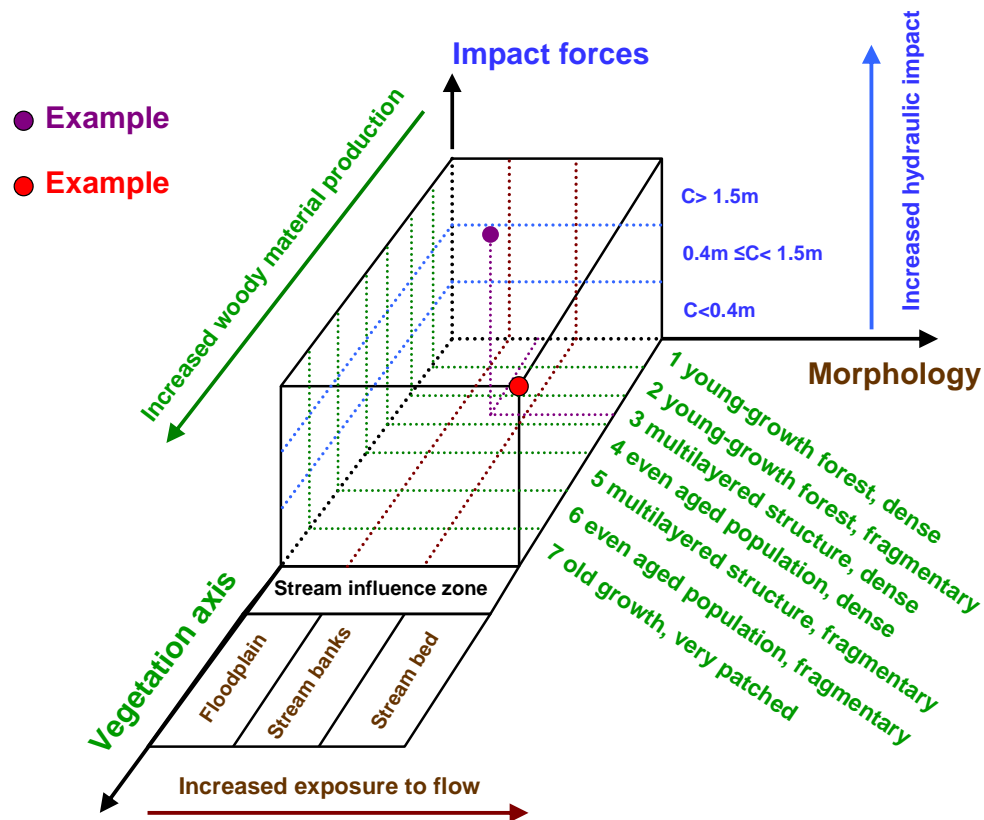 Impact forces
Increased hydraulic impact
Increased woody material production
Example
Example
C> 1.5m
0.4m ≤C< 1.5m
C<0.4m
Morphology
1 young-growth forest, dense
2 young-growth forest, fragmentary
3 multilayered structure, dense
4 even aged population, dense
5 multilayered structure, fragmentary
6 even aged population, fragmentary
7 old growth, very patched
Vegetation axis
Stream influence zone
Floodplain
Stream banks
Stream bed
Increased exposure to flow